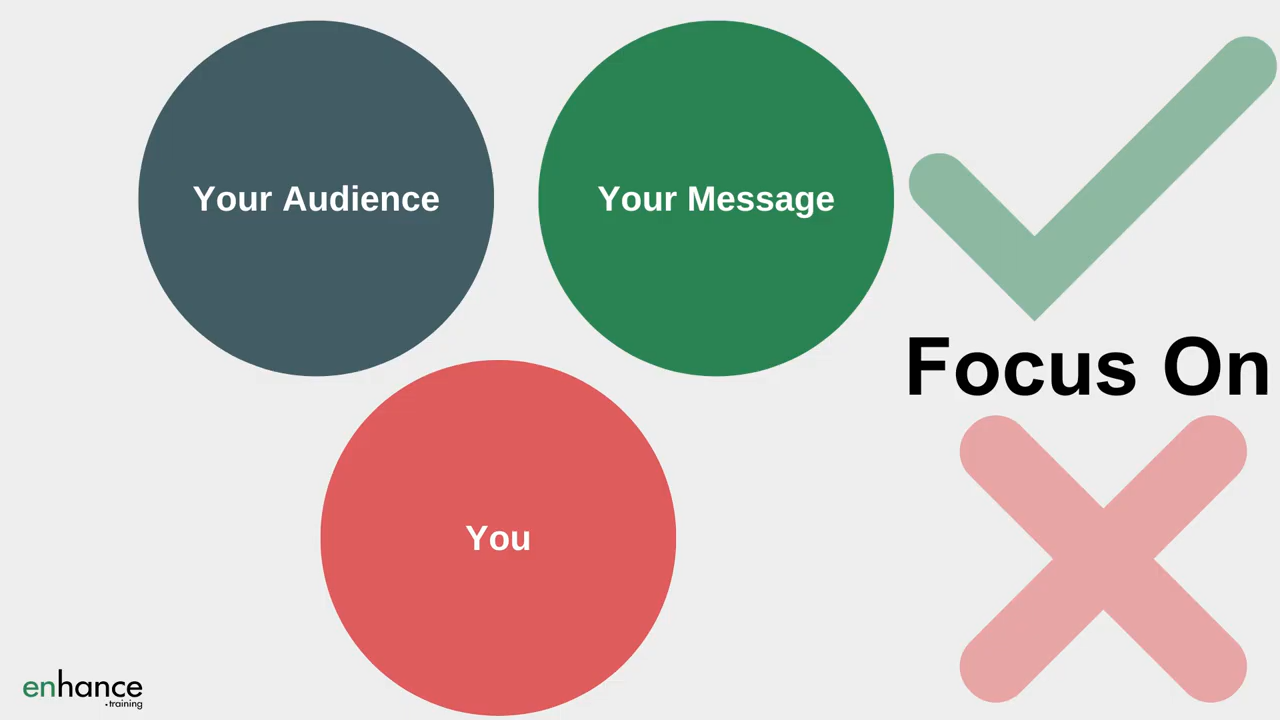 Your Audience
Your Message
Focus On
You
enhance
.training